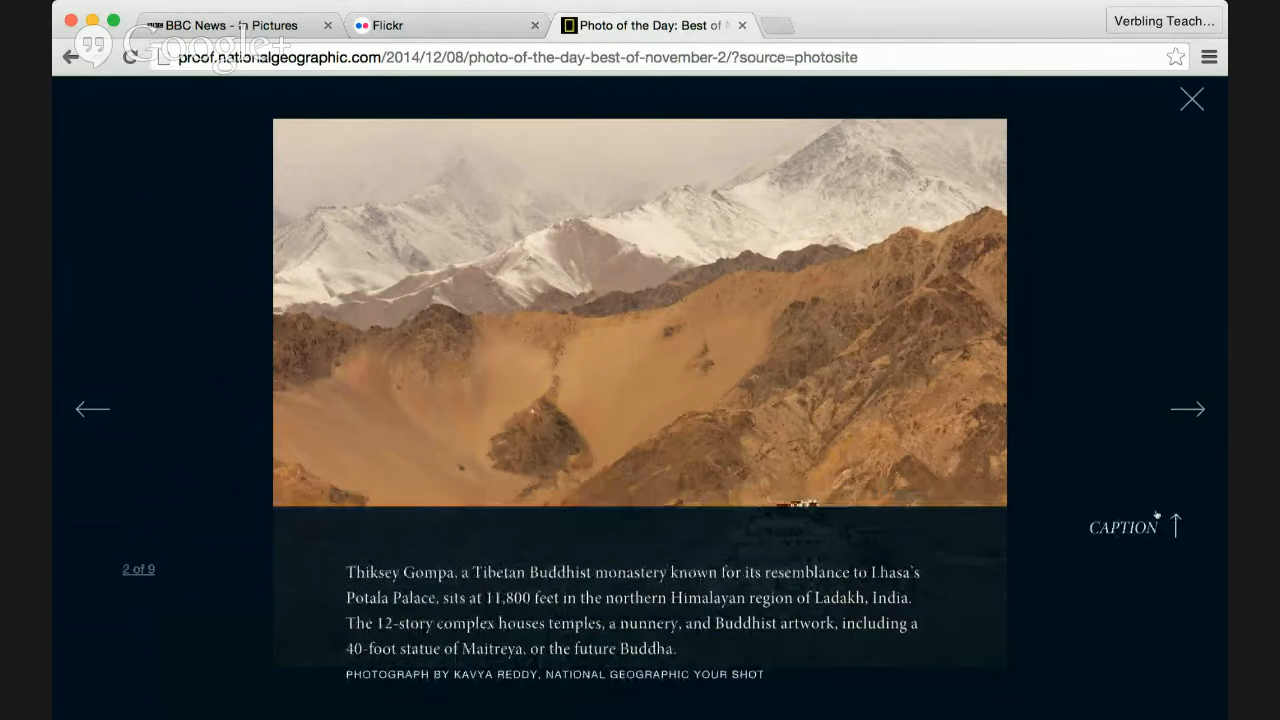 BBC News - In Pictures
Flickr
Photo of the Day: Best of
Verbling Teach...
Google+
proof.nationalgeographic.com/2014/12/08/photo-of-the-day-best-of-november-2/?source=photosite
CAPTION
2 of 9
Thiksey Gompa, a Tibetan Buddhist monastery known for its resemblance to Lhasa's
Potala Palace, sits at 11,800 feet in the northern Himalayan region of Ladakh, India.
The 12-story complex houses temples, a nunnery, and Buddhist artwork, including a
40-foot statue of Maitreya, or the future Buddha.
PHOTOGRAPH BY KAVYA REDDY, NATIONAL GEOGRAPHIC YOUR SHOT